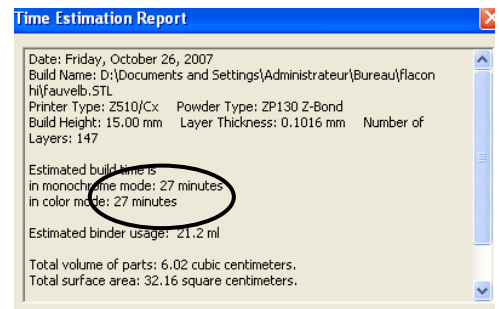 Time Estimation Report
Date: Friday, October 26, 2007
Build Name: D:\Documents and Settings\Administrateur\Bureau\flacon
hi\fauvelb.STL
Printer Type: Z510/Cx Powder Type: ZP130 Z-Bond
Build Height: 15.00 mm Layer Thickness: 0.1016 mm Number of
Layers: 147
Estimated build time is
in monochrome mode: 27 minutes
in color mode: 27 minutes
Estimated binder usage: 21.2 ml
Total volume of parts: 6.02 cubic centimeters.
Total surface area: 32.16 square centimeters.